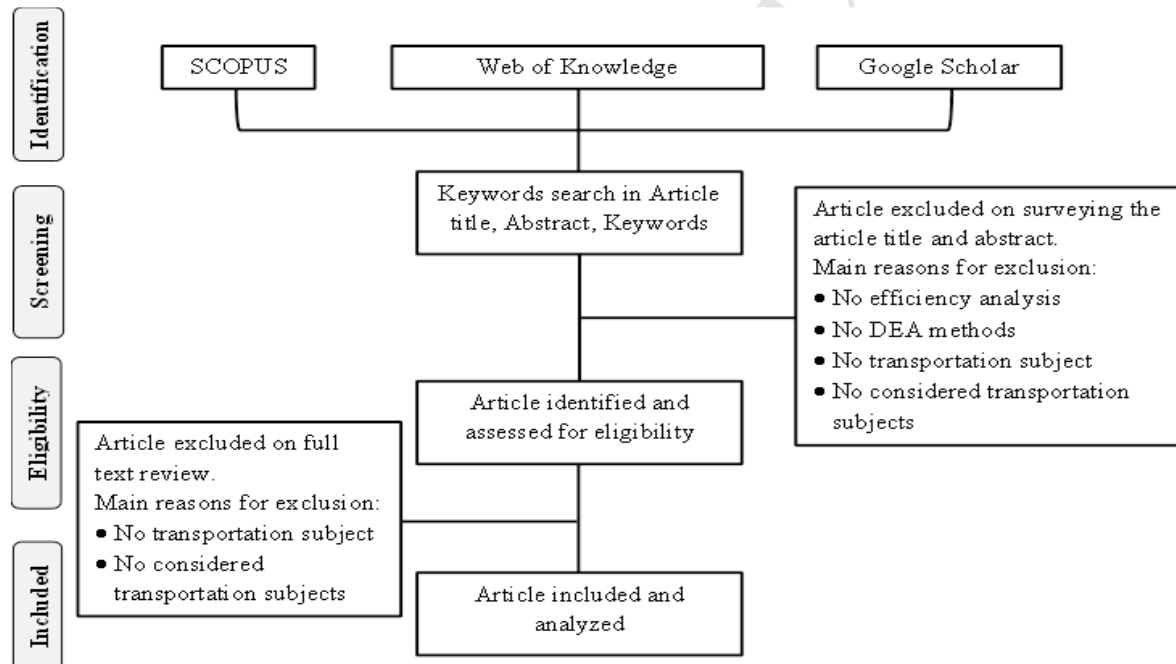 Identification
SCOPUS
Web of Knowledge
Google Scholar
Screening
Keywords search in Article
title, Abstract, Keywords
Article excluded on surveying the
article title and abstract.
Main reasons for exclusion:
• No efficiency analysis
• No DEA methods
• No transportation subject
• No considered transportation
subjects
Eligibility
Article identified and
assessed for eligibility
Article excluded on full
text review.
Main reasons for exclusion:
• No transportation subject
• No considered
transportation subjects
Included
Article included and
analyzed